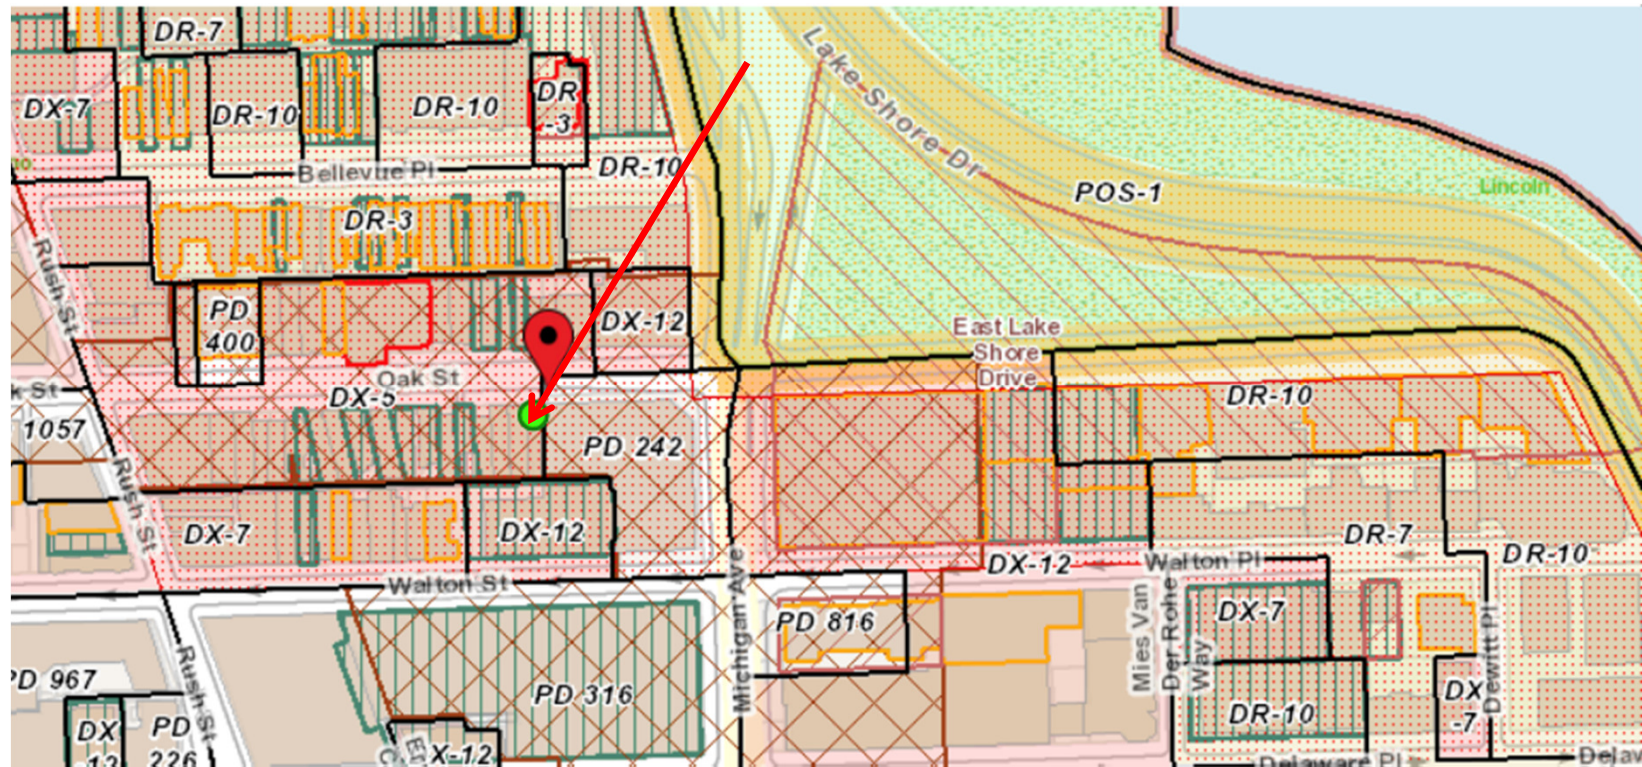 DR-7
Lake Shore Dr
DX-7
DR-10
DR-10
DR
-3
DR-10
Bellevue Pl
POS-1
Lincoln
DR-3
Rush St
PD
400
DX-12
East Lake
Shore
Drive
Oak St
DX-5
k St
DR-10
1057
PD 242
Rush St
DX-7
DX-12
DR-7
DR-10
Walton Pl
DX-12
Walton St
Michigan Ave
Mies Van
Der Rohe
Way
DX-7
Dewitt Pl
PD 816
PD 967
Rush St
PD 316
DX
-7
DR-10
DX
-12
PD
226
X-12
Delaware Pl
Delaw